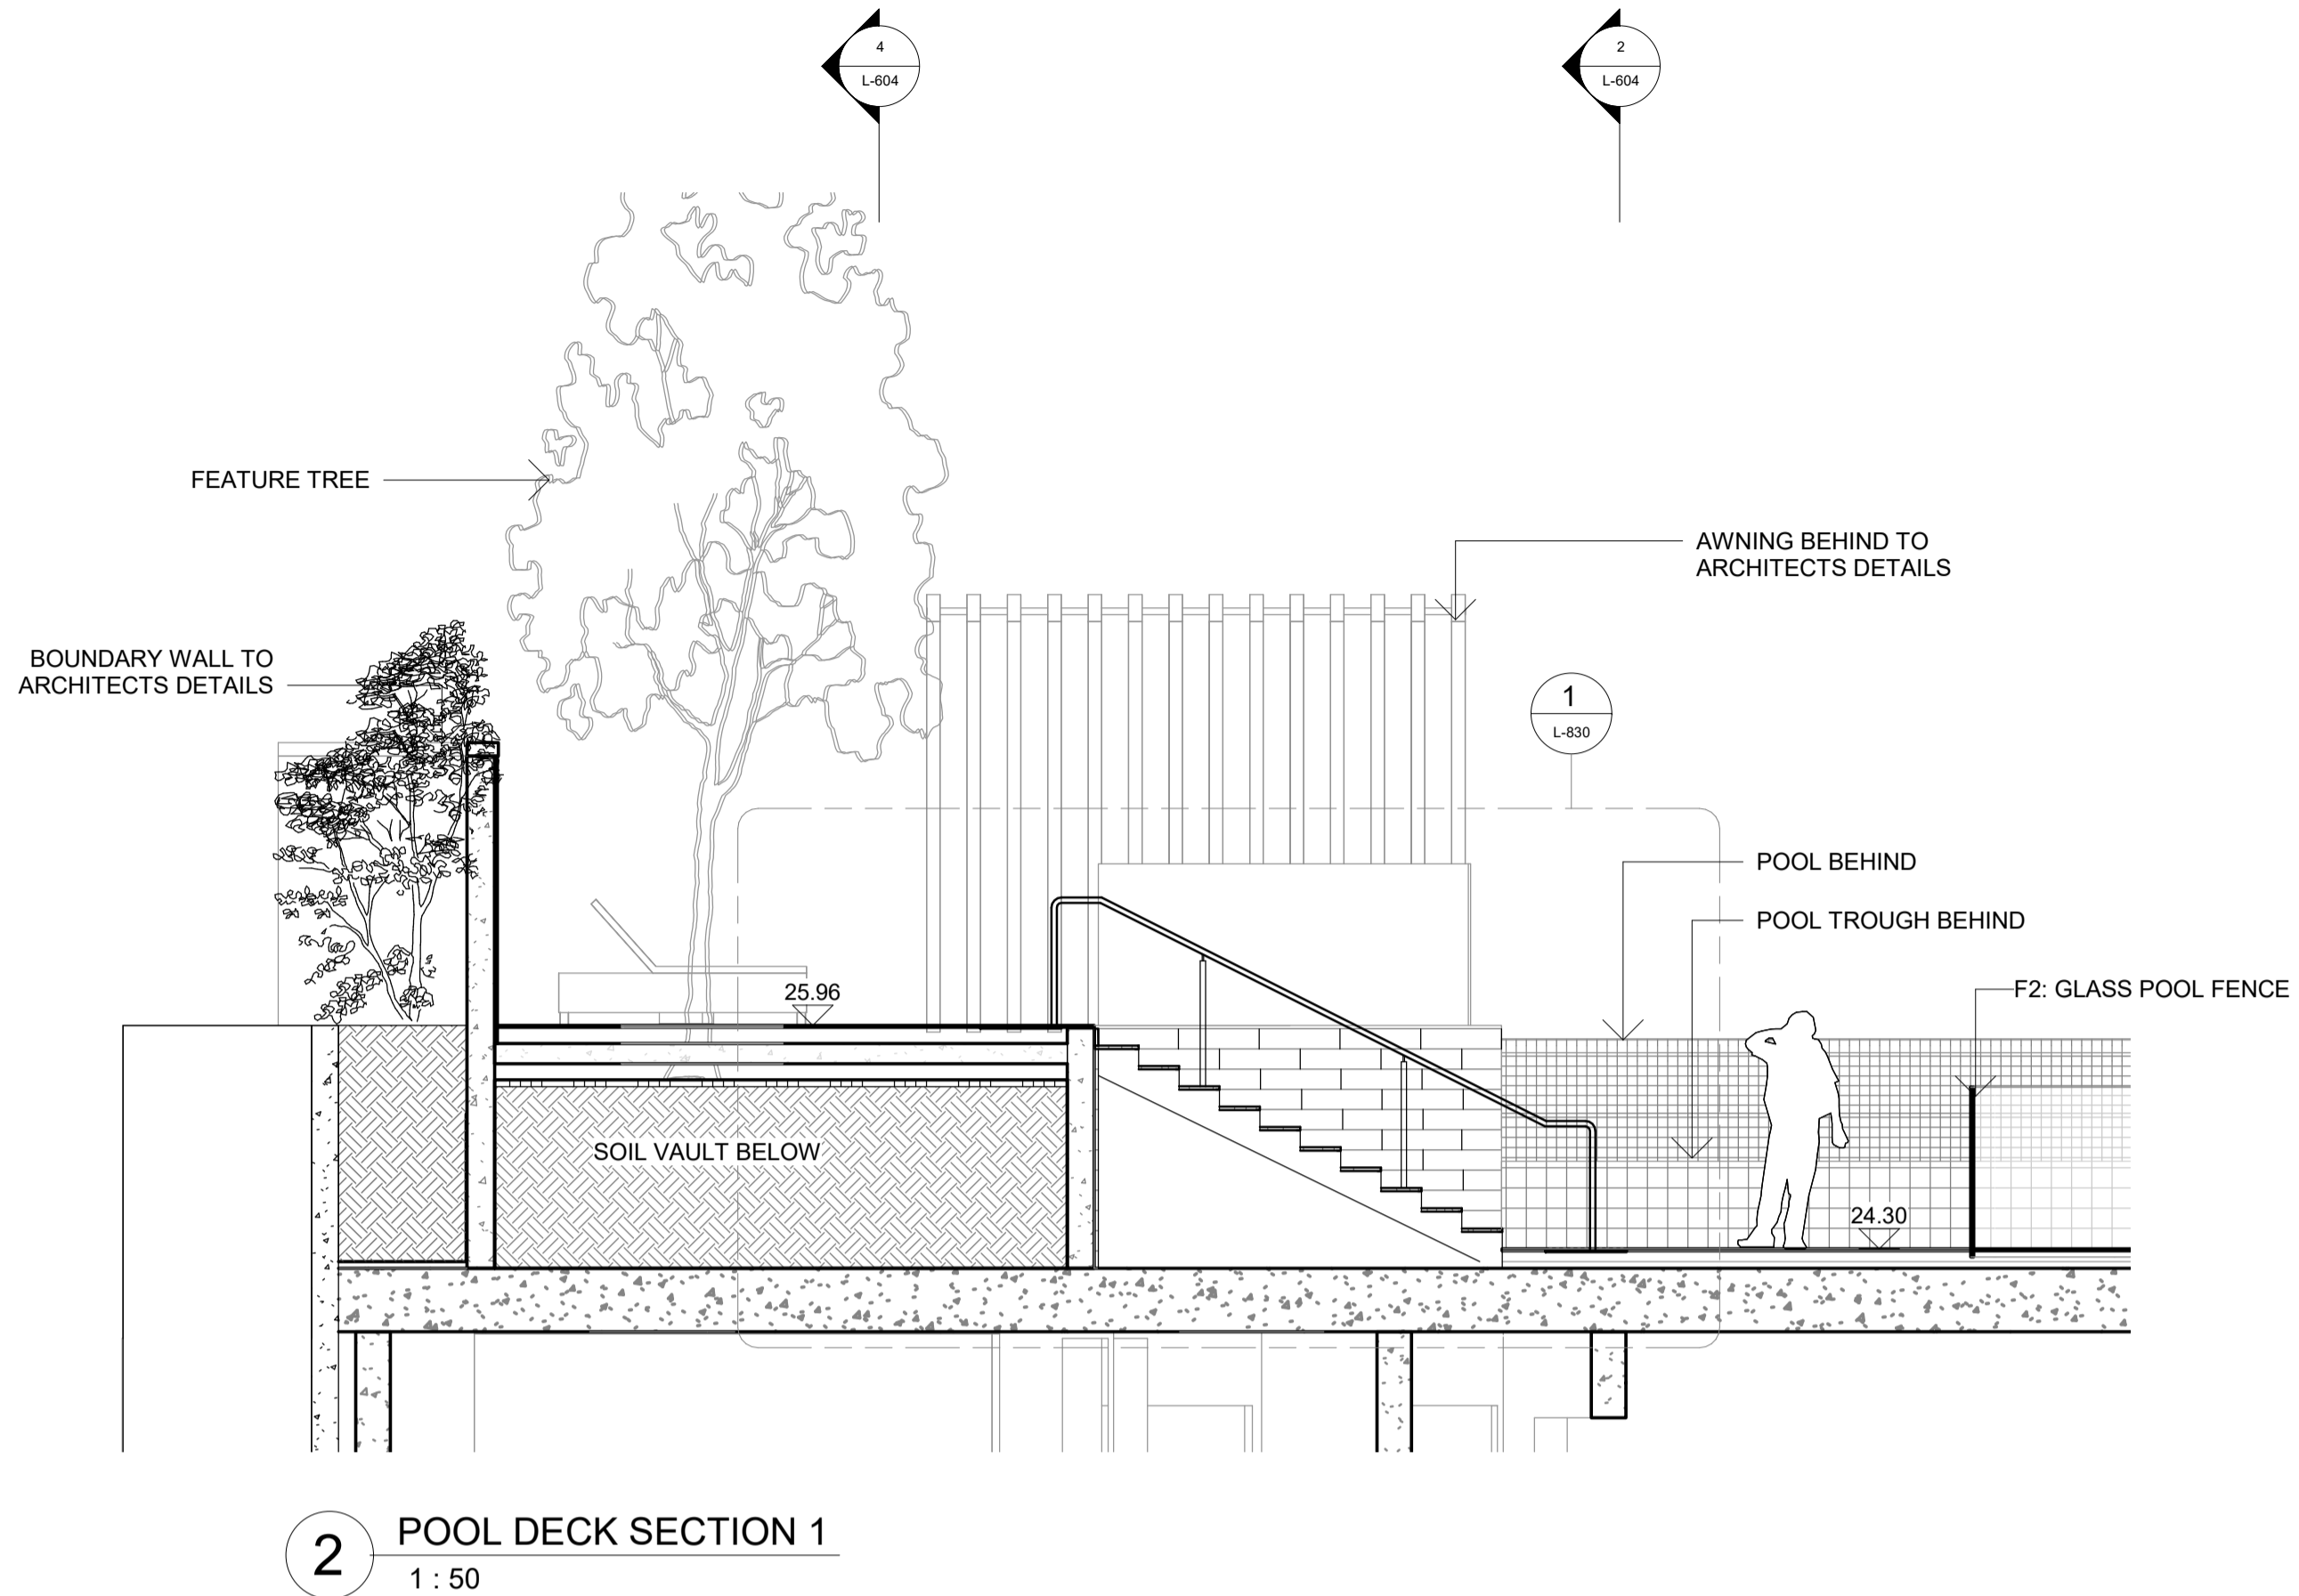 4
L-604
2
L-604
FEATURE TREE
AWNING BEHIND TO
ARCHITECTS DETAILS
BOUNDARY WALL TO
ARCHITECTS DETAILS
1
L-830
POOL BEHIND
POOL TROUGH BEHIND
F2: GLASS POOL FENCE
25.96
SOIL VAULT BELOW
24.30
2
POOL DECK SECTION 1
1 : 50